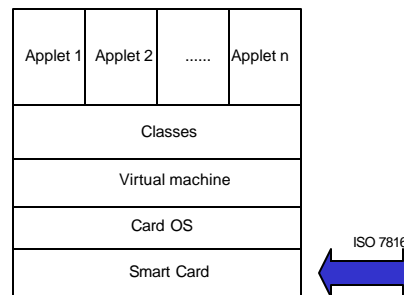 Applet 1 Applet 2 ...... Applet n
Classes
Virtual machine
Card OS
ISO 7816
Smart Card